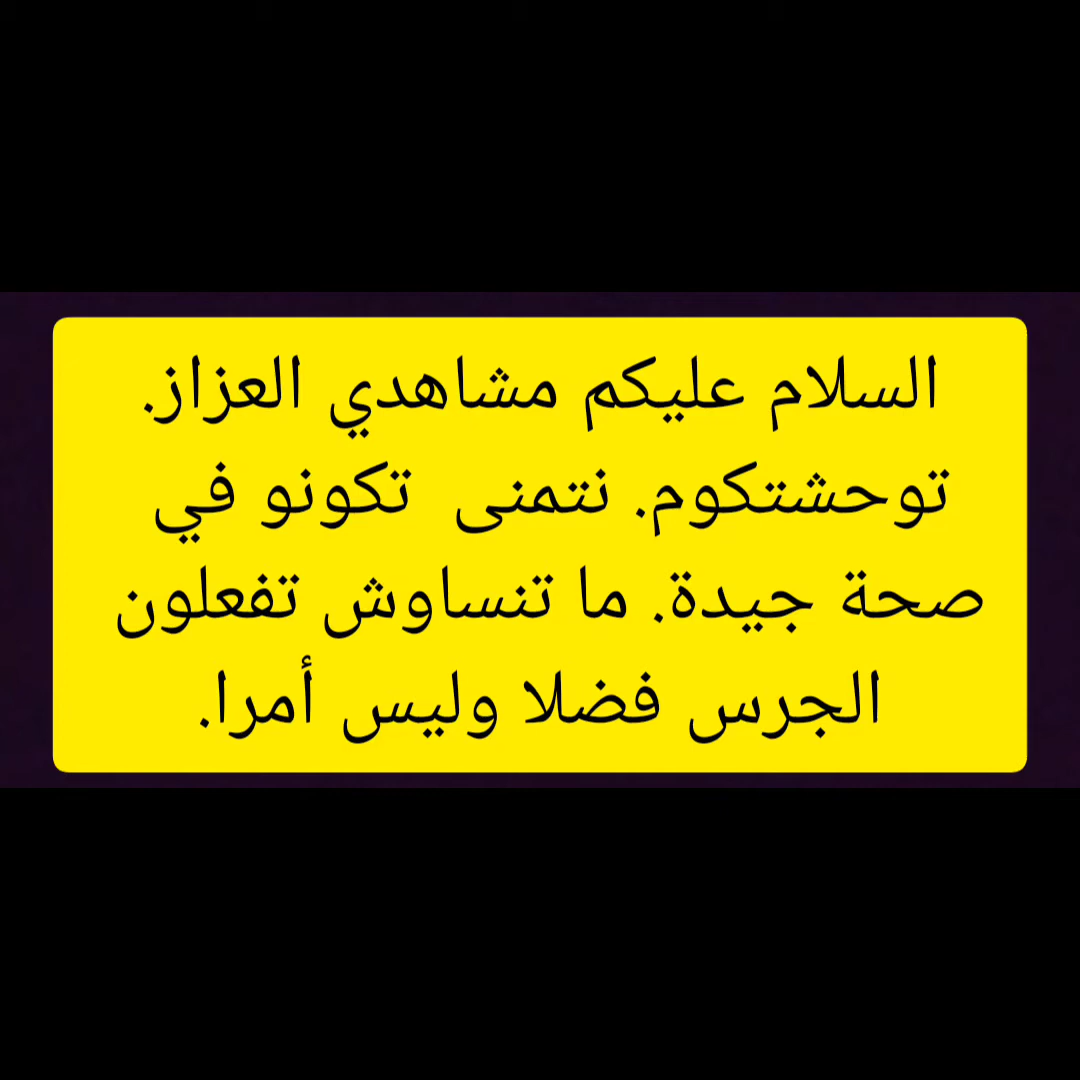 السلام عليكم مشاهدي العزاز.
توحشتكوم. نتمنى  تكونو في
صحة جيدة. ما تنساوش تفعلون
الجرس فضلا وليس أمرا.